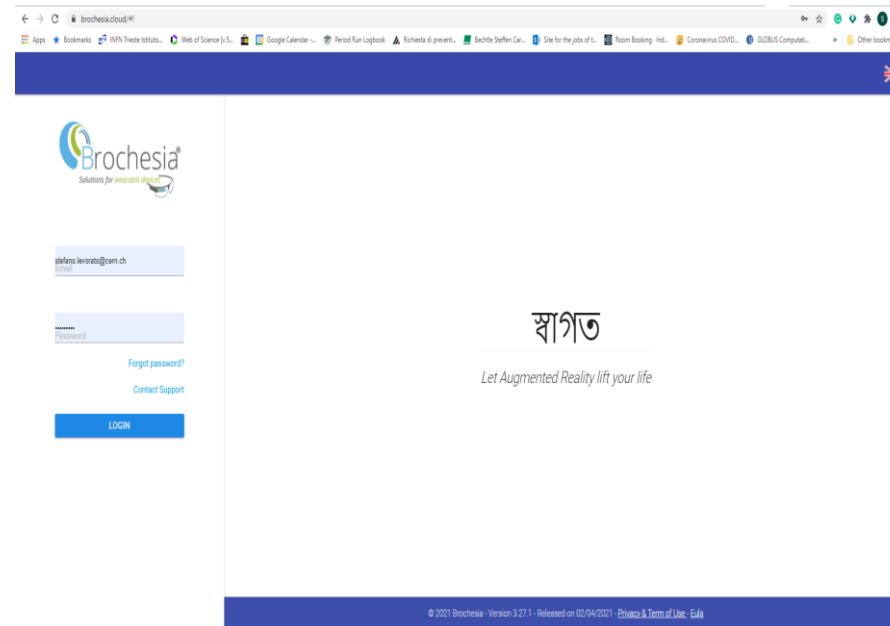 brochesia.cloud/#!
Apps Bookmarks INFN Trieste Istituto... Web of Science [v.5... Google Calendar -... Period Run Logbook Richiesta di prevent... Bechtle Steffen Car... Site for the jobs of t... Room Booking - Ind... Coronavirus COVID... GLOBUS Computati... » Other bookm
Brochesia®
Solutions for wearable devices
stefano.levorato@cern.ch
Email
Password
Forgot password?
Contact Support
LOGIN
স্বাগত
Let Augmented Reality lift your life
© 2021 Brochesia - Version 3.27.1 - Released on 02/04/2021 - Privacy & Term of Use - Eula